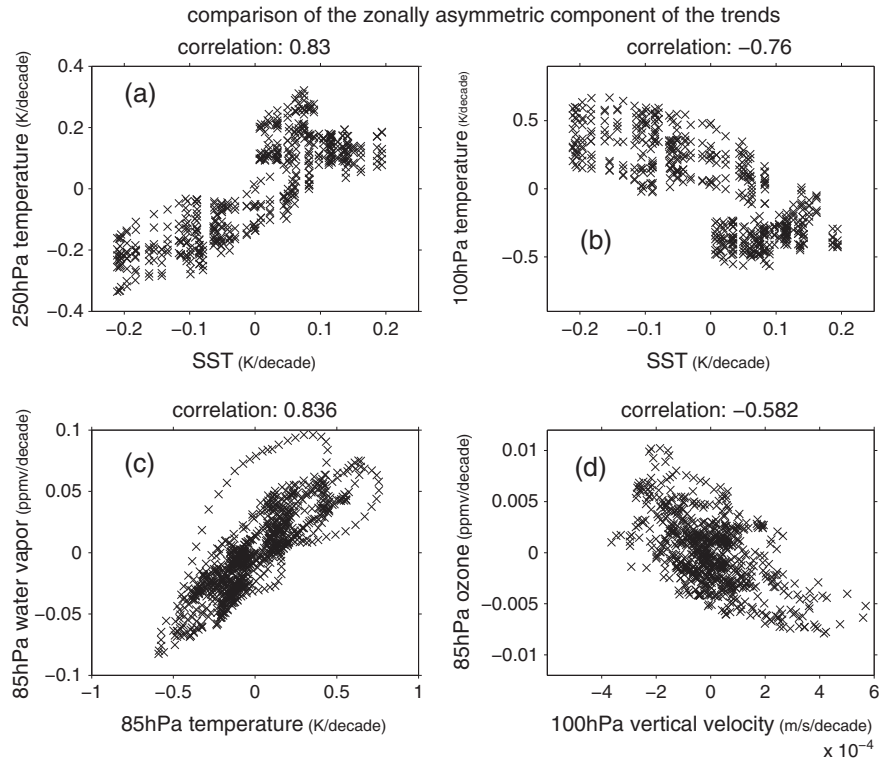 comparison of the zonally asymmetric component of the trends
correlation: 0.83
(a)
250hPa temperature (K/decade)
0.4
0.2
0
−0.2
−0.4
−0.2
−0.1
0
0.1
0.2
SST (K/decade)
correlation: −0.76
(b)
100hPa temperature (K/decade)
0.5
0
−0.5
−0.2
−0.1
0
0.1
0.2
SST (K/decade)
correlation: 0.836
(c)
85hPa water vapor (ppmv/decade)
0.1
0.05
0
−0.05
−0.1
−1
−0.5
0
0.5
1
85hPa temperature (K/decade)
correlation: −0.582
(d)
85hPa ozone (ppmv/decade)
0.01
0.005
0
−0.005
−0.01
−4
−2
0
2
4
6
100hPa vertical velocity (m/s/decade)
x 10⁻⁴